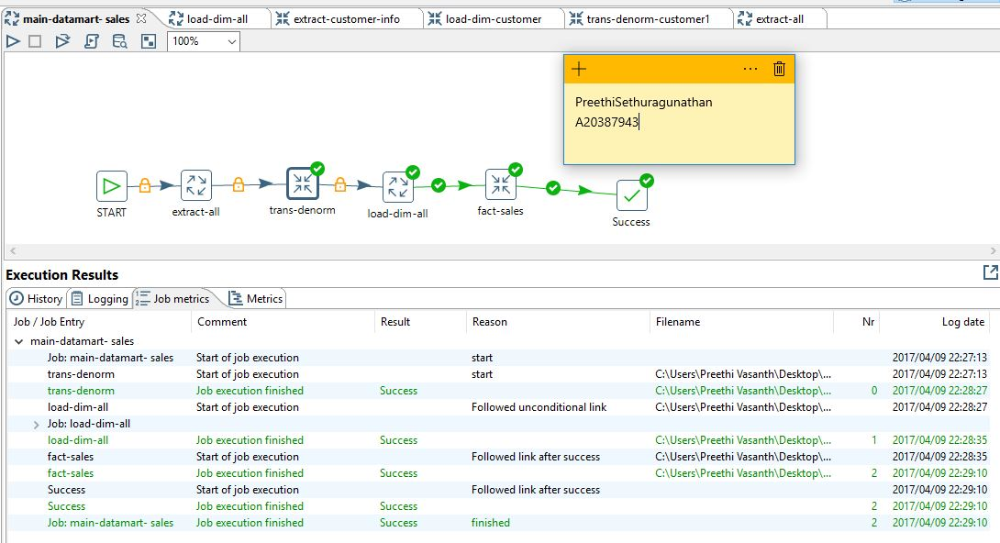 main-datamart- sales load-dim-all extract-customer-info load-dim-customer trans-denorm-customer1 extract-all
100%
PreethiSethuragunathan
A20387943
START extract-all trans-denorm load-dim-all fact-sales Success
Execution Results
History Logging Job metrics Metrics
Job / Job Entry Comment Result Reason Filename Nr Log date
main-datamart- sales
Job: main-datamart- sales Start of job execution start 2017/04/09 22:27:13
trans-denorm Start of job execution start C:\Users\Preethi Vasanth\Desktop\... 2017/04/09 22:27:13
trans-denorm Job execution finished Success C:\Users\Preethi Vasanth\Desktop\... 0 2017/04/09 22:28:27
load-dim-all Start of job execution Followed unconditional link C:\Users\Preethi Vasanth\Desktop\... 2017/04/09 22:28:27
Job: load-dim-all
load-dim-all Job execution finished Success C:\Users\Preethi Vasanth\Desktop\... 1 2017/04/09 22:28:35
fact-sales Start of job execution Followed link after success C:\Users\Preethi Vasanth\Desktop\... 2017/04/09 22:28:35
fact-sales Job execution finished Success C:\Users\Preethi Vasanth\Desktop\... 2 2017/04/09 22:29:10
Success Start of job execution Followed link after success 2017/04/09 22:29:10
Success Job execution finished Success 2 2017/04/09 22:29:10
Job: main-datamart- sales Job execution finished Success finished 2 2017/04/09 22:29:10